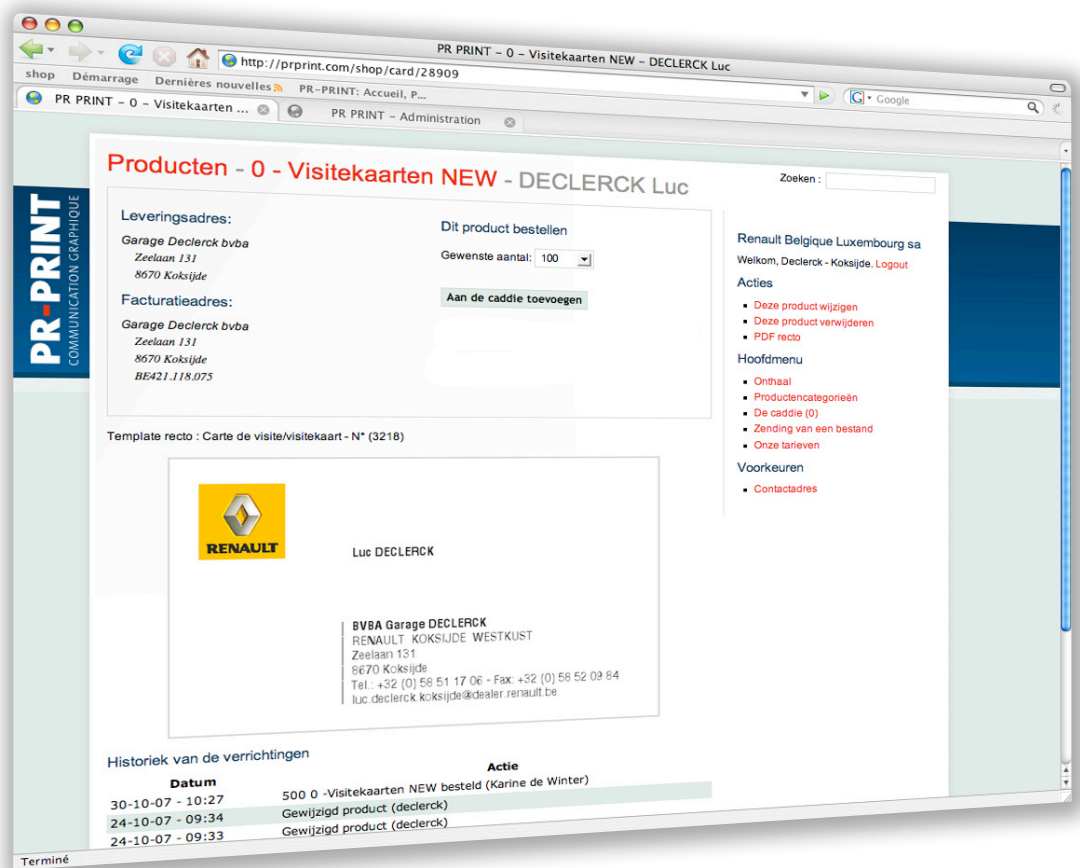 PR PRINT - 0 - Visitekaarten NEW - DECLERCK Luc
http://prprint.com/shop/card/28909
Google
shop Démarrage Dernières nouvelles PR-PRINT: Accueil, P...
PR PRINT - 0 - Visitekaarten ... PR PRINT - Administration
PR-PRINT
COMMUNICATION GRAPHIQUE
Producten - 0 - Visitekaarten NEW - DECLERCK Luc
Zoeken :
Leveringsadres:
Garage Declerck bvba
Zeelaan 131
8670 Koksijde
Facturatieadres:
Garage Declerck bvba
Zeelaan 131
8670 Koksijde
BE421.118.075
Dit product bestellen
Gewenste aantal: 100
Aan de caddie toevoegen
Renault Belgique Luxembourg sa
Welkom, Declerck - Koksijde. Logout
Acties
Deze product wijzigen
Deze product verwijderen
PDF recto
Hoofdmenu
Onthaal
Productencategorieën
De caddie (0)
Zending van een bestand
Onze tarieven
Voorkeuren
Contactadres
Template recto : Carte de visite/visitekaart - N° (3218)
RENAULT
Luc DECLERCK
BVBA Garage DECLERCK
RENAULT KOKSIJDE WESTKUST
Zeelaan 131
8670 Koksijde
Tel.: +32 (0) 58 51 17 06 - Fax: +32 (0) 58 52 09 84
luc.declerck.koksijde@dealer.renault.be
Historiek van de verrichtingen
Datum Actie
30-10-07 - 10:27 500 0 -Visitekaarten NEW besteld (Karine de Winter)
24-10-07 - 09:34 Gewijzigd product (declerck)
24-10-07 - 09:33 Gewijzigd product (declerck)
Terminé